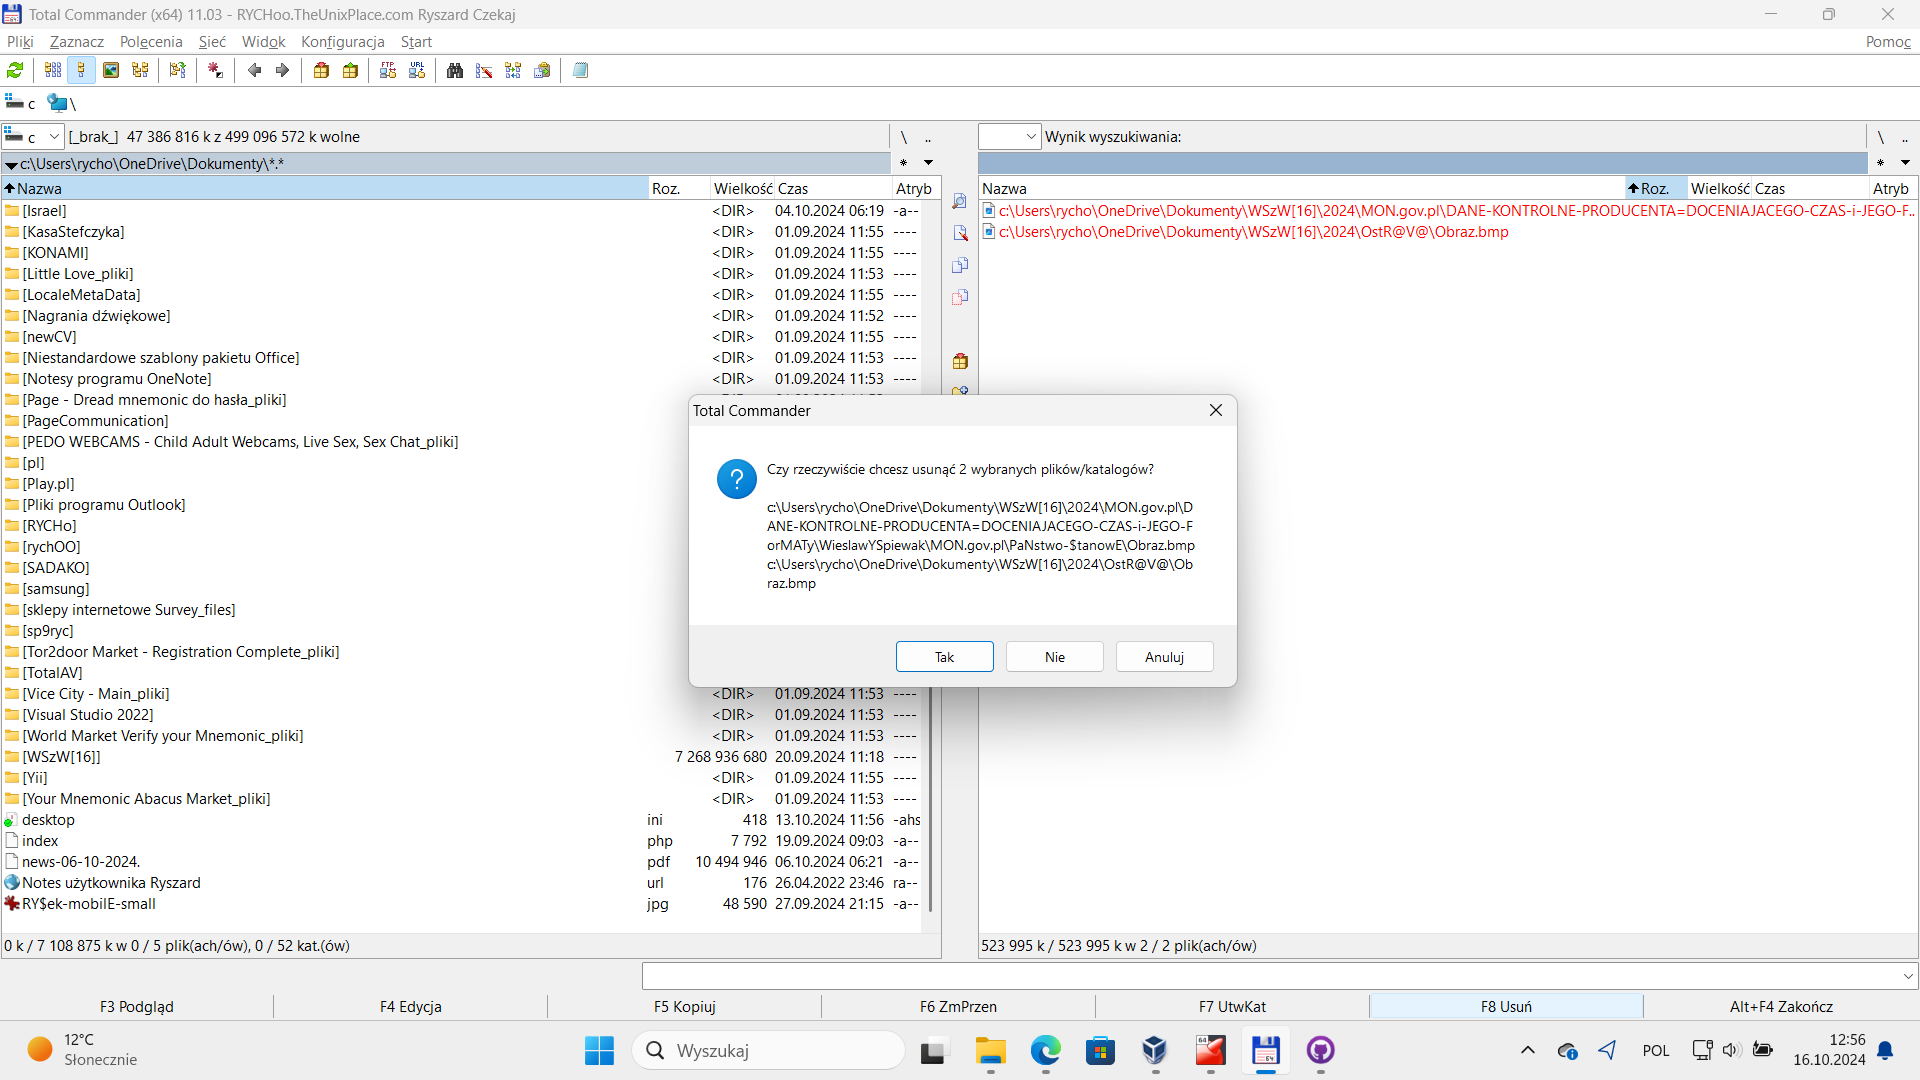 Total Commander (x64) 11.03 - RYCHoo.TheUnixPlace.com Ryszard Czekaj
Pliki Zaznacz Polecenia Sieć Widok Konfiguracja Start Pomoc
FTP URL
c \
c [_brak_] 47 386 816 k z 499 096 572 k wolne \ ..
c:\Users\rycho\OneDrive\Dokumenty\*.* *
Nazwa Roz. Wielkość Czas Atryb
[Israel] <DIR> 04.10.2024 06:19 -a--
[KasaStefczyka] <DIR> 01.09.2024 11:55 ----
[KONAMI] <DIR> 01.09.2024 11:55 ----
[Little Love_pliki] <DIR> 01.09.2024 11:53 ----
[LocaleMetaData] <DIR> 01.09.2024 11:55 ----
[Nagrania dźwiękowe] <DIR> 01.09.2024 11:52 ----
[newCV] <DIR> 01.09.2024 11:55 ----
[Niestandardowe szablony pakietu Office] <DIR> 01.09.2024 11:53 ----
[Notesy programu OneNote] <DIR> 01.09.2024 11:53 ----
[Page - Dread mnemonic do hasła_pliki]
[PageCommunication]
[PEDO WEBCAMS - Child Adult Webcams, Live Sex, Sex Chat_pliki]
[pl]
[Play.pl]
[Pliki programu Outlook]
[RYCHo]
[rychOO]
[SADAKO]
[samsung]
[sklepy internetowe Survey_files]
[sp9ryc]
[Tor2door Market - Registration Complete_pliki]
[TotalAV]
[Vice City - Main_pliki] <DIR> 01.09.2024 11:53 ----
[Visual Studio 2022] <DIR> 01.09.2024 11:53 ----
[World Market Verify your Mnemonic_pliki] <DIR> 01.09.2024 11:53 ----
[WSzW[16]] 7 268 936 680 20.09.2024 11:18 ----
[Yii] <DIR> 01.09.2024 11:55 ----
[Your Mnemonic Abacus Market_pliki] <DIR> 01.09.2024 11:53 ----
desktop ini 418 13.10.2024 11:56 -ahs
index php 7 792 19.09.2024 09:03 -a--
news-06-10-2024. pdf 10 494 946 06.10.2024 06:21 -a--
Notes użytkownika Ryszard url 176 26.04.2022 23:46 ra--
RY$ek-mobilE-small jpg 48 590 27.09.2024 21:15 -a--
0 k / 7 108 875 k w 0 / 5 plik(ach/ów), 0 / 52 kat.(ów)
Wynik wyszukiwania: \ ..
*
Nazwa Roz. Wielkość Czas Atryb
c:\Users\rycho\OneDrive\Dokumenty\WSzW[16]\2024\MON.gov.pl\DANE-KONTROLNE-PRODUCENTA=DOCENIAJACEGO-CZAS-i-JEGO-F..
c:\Users\rycho\OneDrive\Dokumenty\WSzW[16]\2024\OstR@V@\Obraz.bmp
523 995 k / 523 995 k w 2 / 2 plik(ach/ów)
Total Commander
Czy rzeczywiście chcesz usunąć 2 wybranych plików/katalogów?
c:\Users\rycho\OneDrive\Dokumenty\WSzW[16]\2024\MON.gov.pl\D
ANE-KONTROLNE-PRODUCENTA=DOCENIAJACEGO-CZAS-i-JEGO-F
orMATy\WieslawYSpiewak\MON.gov.pl\PaNstwo-$tanowE\Obraz.bmp
c:\Users\rycho\OneDrive\Dokumenty\WSzW[16]\2024\OstR@V@\Ob
raz.bmp
Tak Nie Anuluj
F3 Podgląd F4 Edycja F5 Kopiuj F6 ZmPrzen F7 UtwKat F8 Usuń Alt+F4 Zakończ
12°C
Słonecznie
Wyszukaj
64
64
POL
12:56
16.10.2024